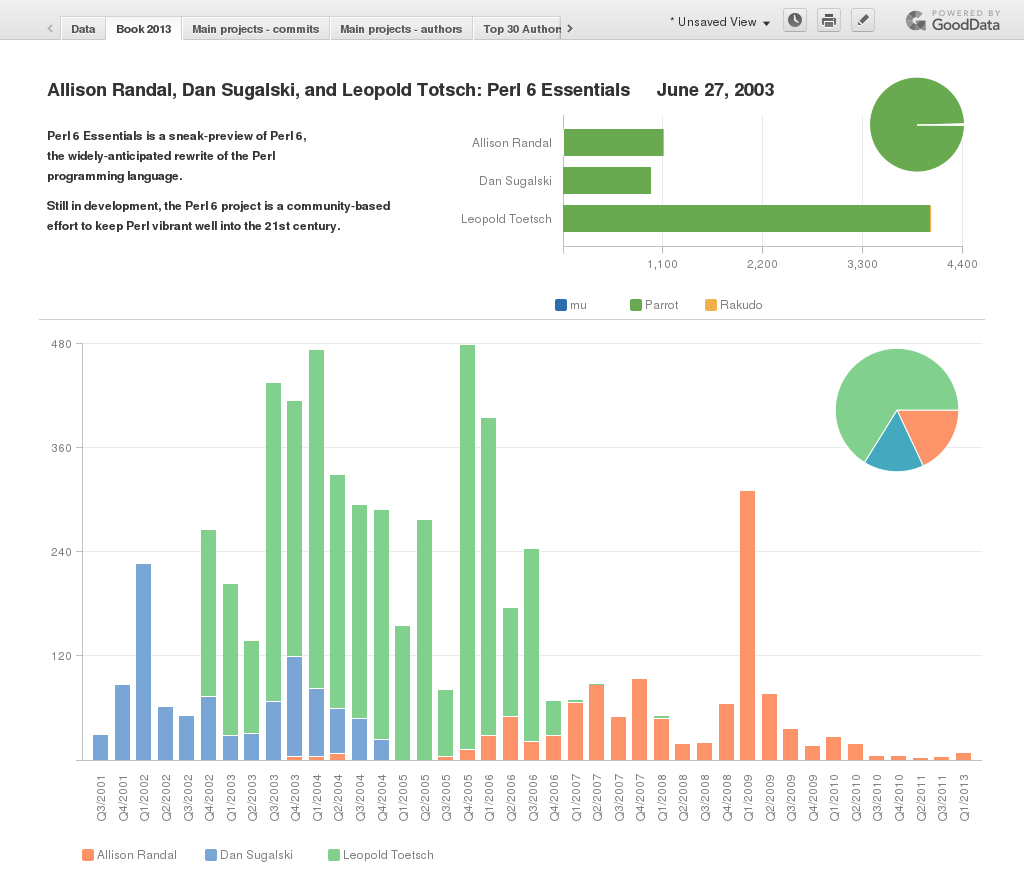 Data
Book 2013
Main projects - commits
Main projects - authors
Top 30 Authors
* Unsaved View
POWERED BY
GoodData
Allison Randal, Dan Sugalski, and Leopold Totsch: Perl 6 Essentials June 27, 2003
Perl 6 Essentials is a sneak-preview of Perl 6,
the widely-anticipated rewrite of the Perl
programming language.
Still in development, the Perl 6 project is a community-based
effort to keep Perl vibrant well into the 21st century.
Allison Randal
Dan Sugalski
Leopold Toetsch
1,100
2,200
3,300
4,400
mu
Parrot
Rakudo
480
360
240
120
Q3/2001
Q4/2001
Q1/2002
Q2/2002
Q3/2002
Q4/2002
Q1/2003
Q2/2003
Q3/2003
Q4/2003
Q1/2004
Q2/2004
Q3/2004
Q4/2004
Q1/2005
Q2/2005
Q3/2005
Q4/2005
Q1/2006
Q2/2006
Q3/2006
Q4/2006
Q1/2007
Q2/2007
Q3/2007
Q4/2007
Q1/2008
Q2/2008
Q3/2008
Q4/2008
Q1/2009
Q2/2009
Q3/2009
Q4/2009
Q1/2010
Q2/2010
Q3/2010
Q4/2010
Q2/2011
Q3/2011
Q1/2013
Allison Randal
Dan Sugalski
Leopold Toetsch